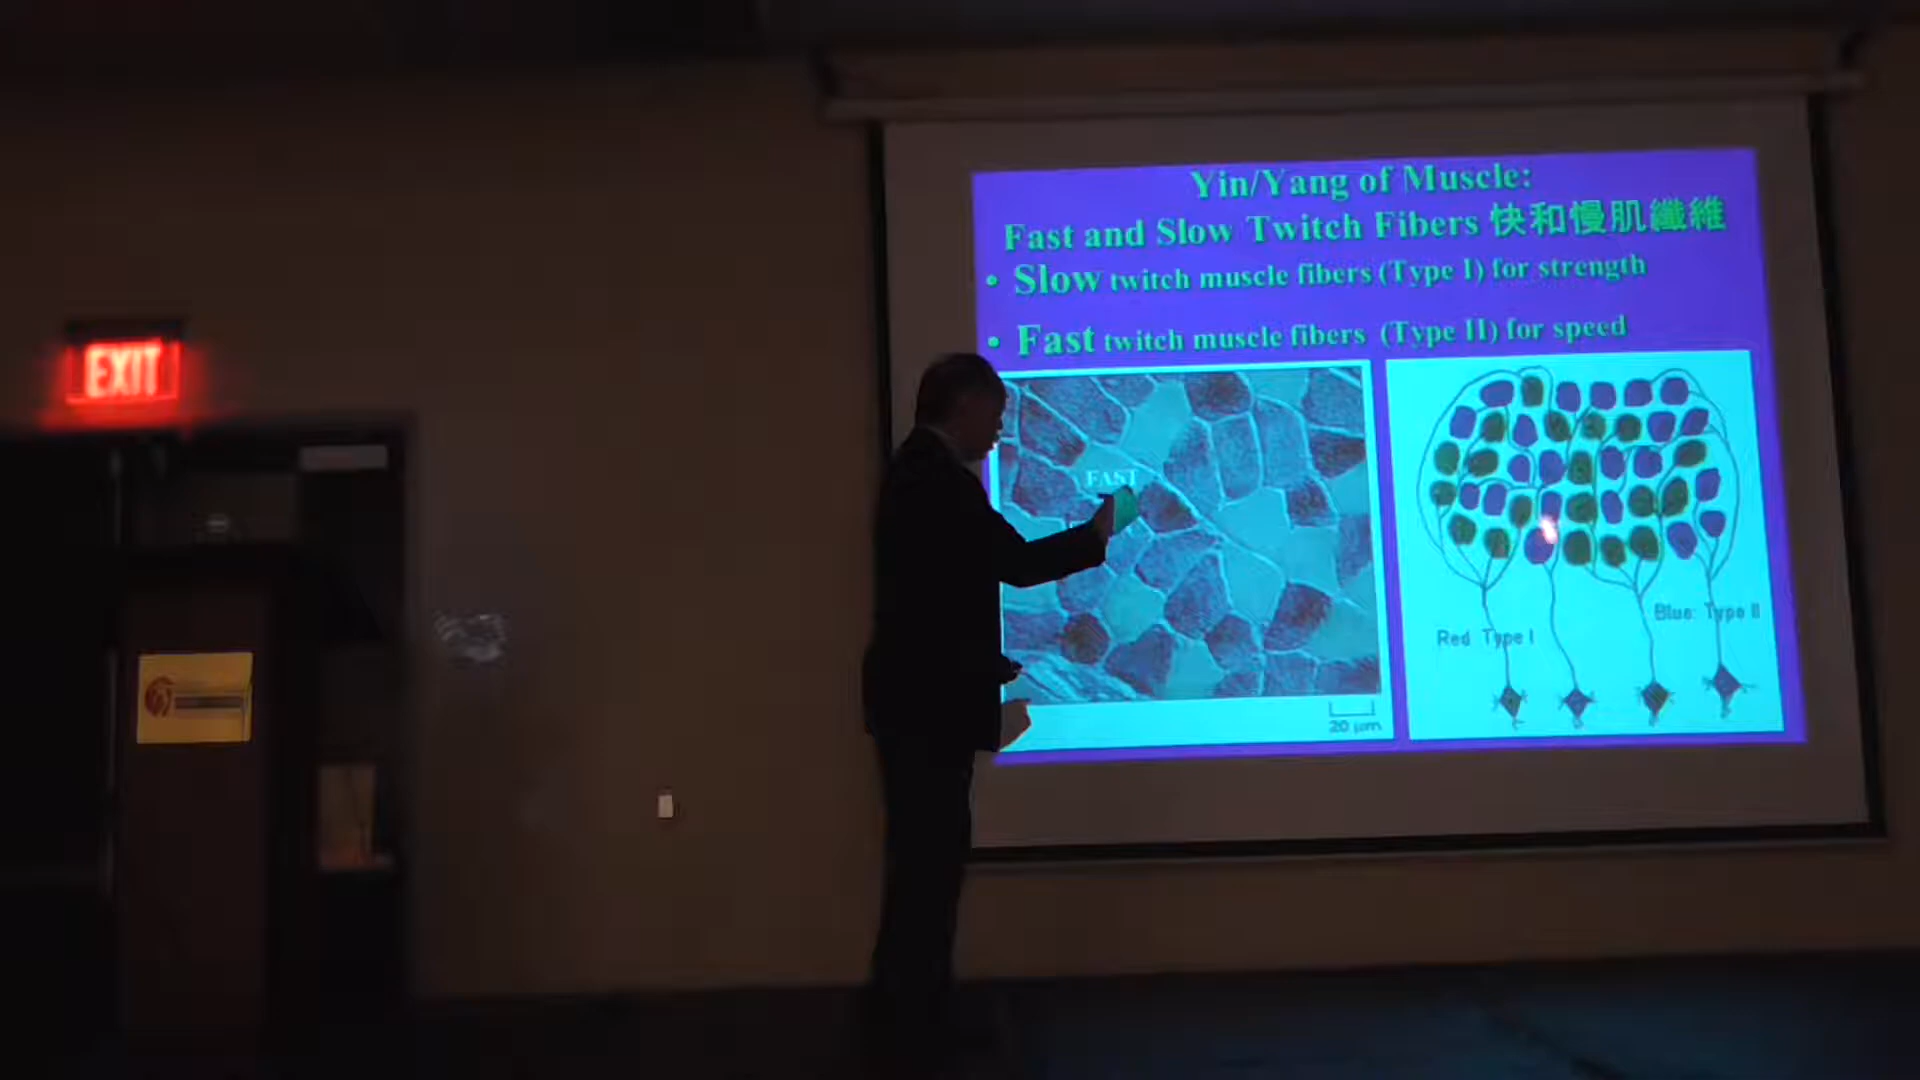 EXIT
Yin/Yang of Muscle:
Fast and Slow Twitch Fibers 快和慢肌纖維
• Slow twitch muscle fibers (Type I) for strength
• Fast twitch muscle fibers (Type II) for speed
FAST
20 µm
Blue: Type II
Red Type I